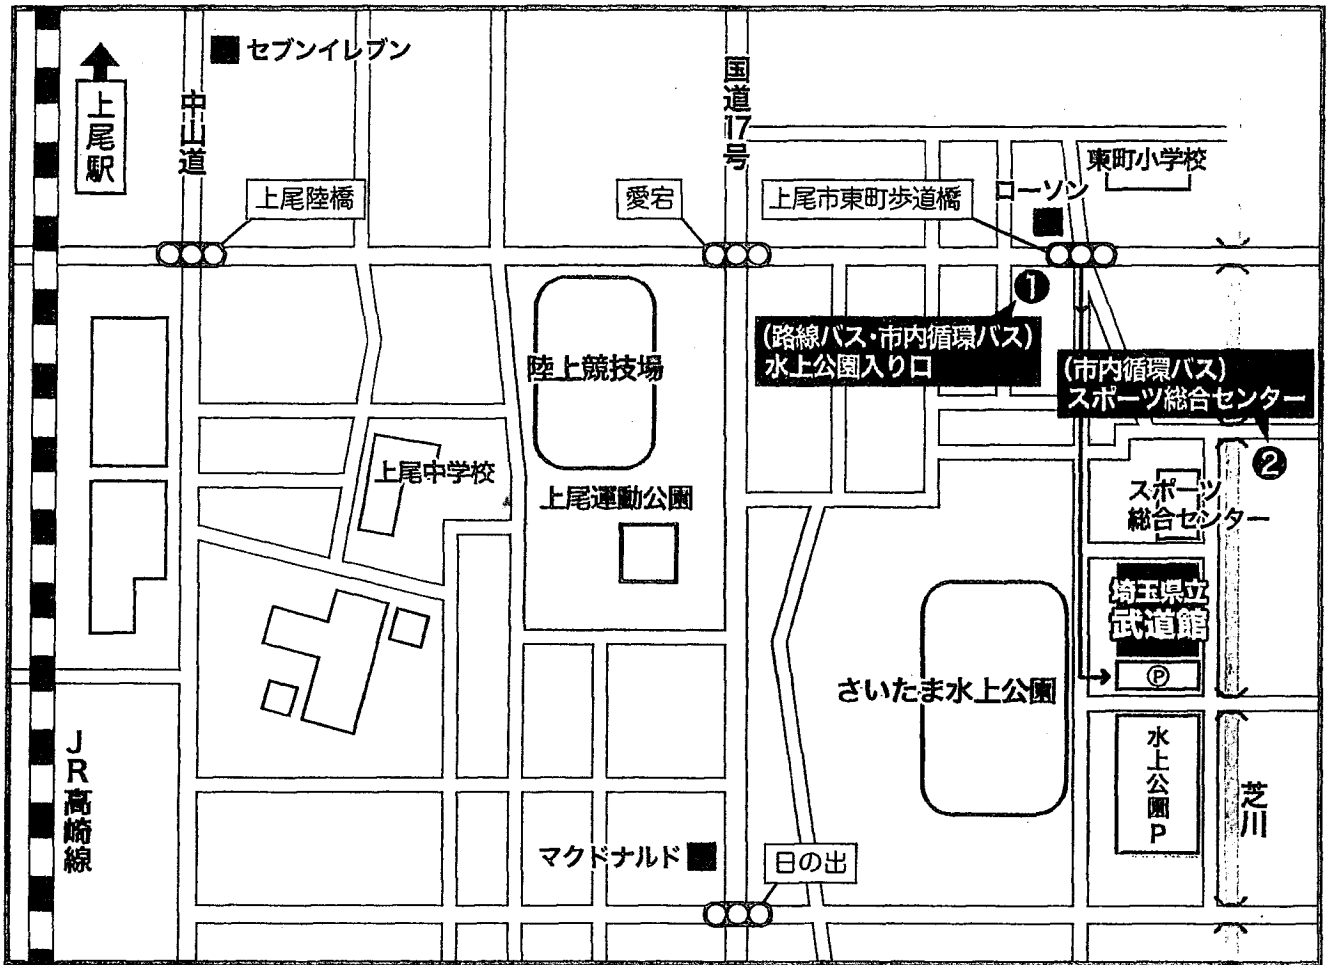 セブンイレブン
上尾駅
中山道
国道17号
東町小学校
上尾陸橋
愛宕
上尾市東町歩道橋
ローソン
❶
(路線バス・市内循環バス)
水上公園入り口
(市内循環バス)
スポーツ総合センター
❷
陸上競技場
上尾中学校
上尾運動公園
スポーツ
総合センター
埼玉県立
武道館
Ⓟ
さいたま水上公園
水上公園P
JR高崎線
芝川
マクドナルド
日の出